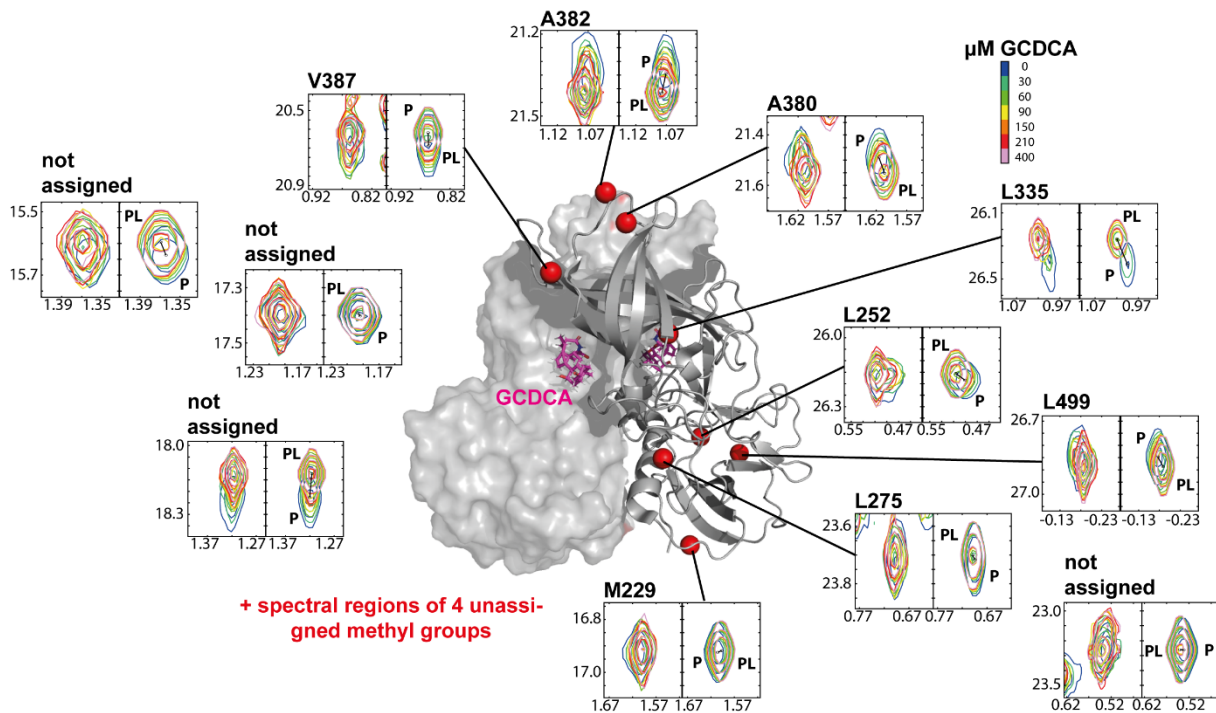 A382
21.2
P
PL
21.5
1.12 1.07 1.12 1.07
µM GCDCA
0
30
60
90
150
210
400
V387
20.5
P
PL
20.9
0.92 0.82 0.92 0.82
A380
21.4
P
21.6
PL
1.62 1.57 1.62 1.57
not
assigned
15.5
PL
15.7
P
1.39 1.35 1.39 1.35
L335
26.1
PL
26.5
P
1.07 0.97 1.07 0.97
not
assigned
17.3
PL
17.5
P
1.23 1.17 1.23 1.17
L252
26.0
PL
26.3
P
0.55 0.47 0.55 0.47
GCDCA
not
assigned
18.0
PL
18.3
P
1.37 1.27 1.37 1.27
L499
26.7
P
27.0
PL
-0.13 -0.23 -0.13 -0.23
L275
23.6
PL
23.8
P
0.77 0.67 0.77 0.67
M229
16.8
17.0
P PL
1.67 1.57 1.67 1.57
not
assigned
23.0
PL P
23.5
0.62 0.52 0.62 0.52
+ spectral regions of 4 unassi-
gned methyl groups